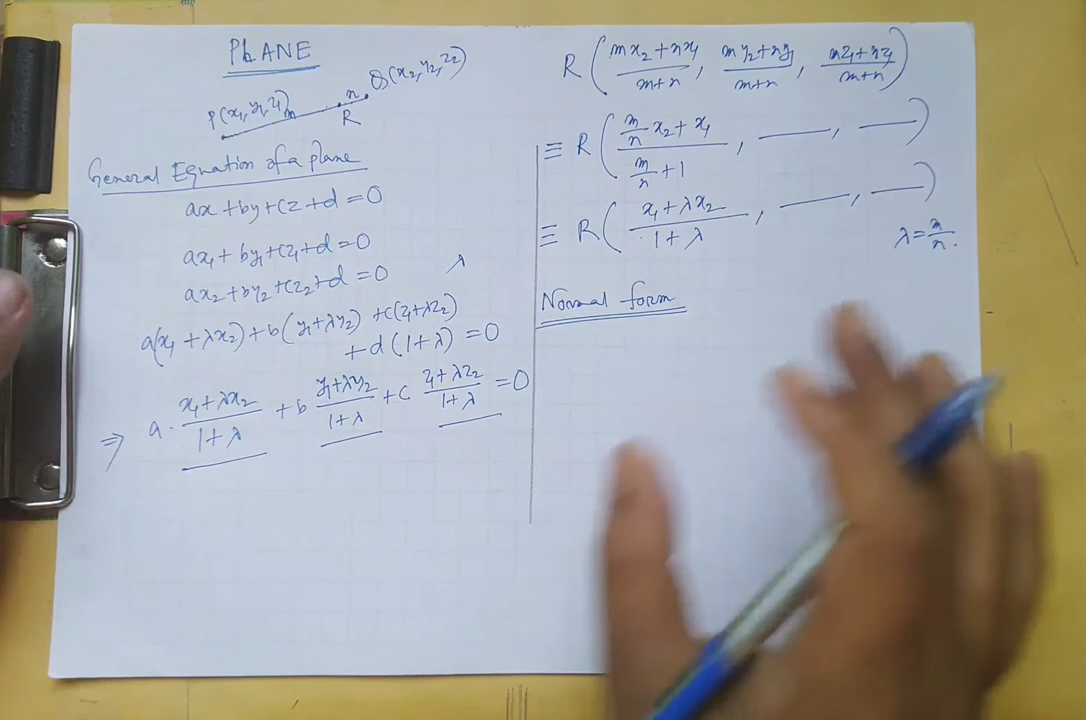 PLANE
P(x₁, y₁, z₁) m n Q(x₂, y₂, z₂)
R
General Equation of a plane
ax + by + cz + d = 0
ax₁ + by₁ + cz₁ + d = 0
ax₂ + by₂ + cz₂ + d = 0 λ
a(x₁ + λx₂) + b(y₁ + λy₂) + c(z₁ + λz₂)
+ d(1 + λ) = 0
⇒ a. (x₁ + λx₂)/(1 + λ) + b (y₁ + λy₂)/(1 + λ) + c (z₁ + λz₂)/(1 + λ) = 0
R ( (mx₂ + nx₁)/(m+n), (my₂ + ny₁)/(m+n), (mz₁ + nz₁)/(m+n) )
≡ R ( (m/n x₂ + x₁)/(m/n + 1), ——, —— )
≡ R ( (x₁ + λx₂)/(1 + λ), ——, —— )
λ = m/n.
Normal form